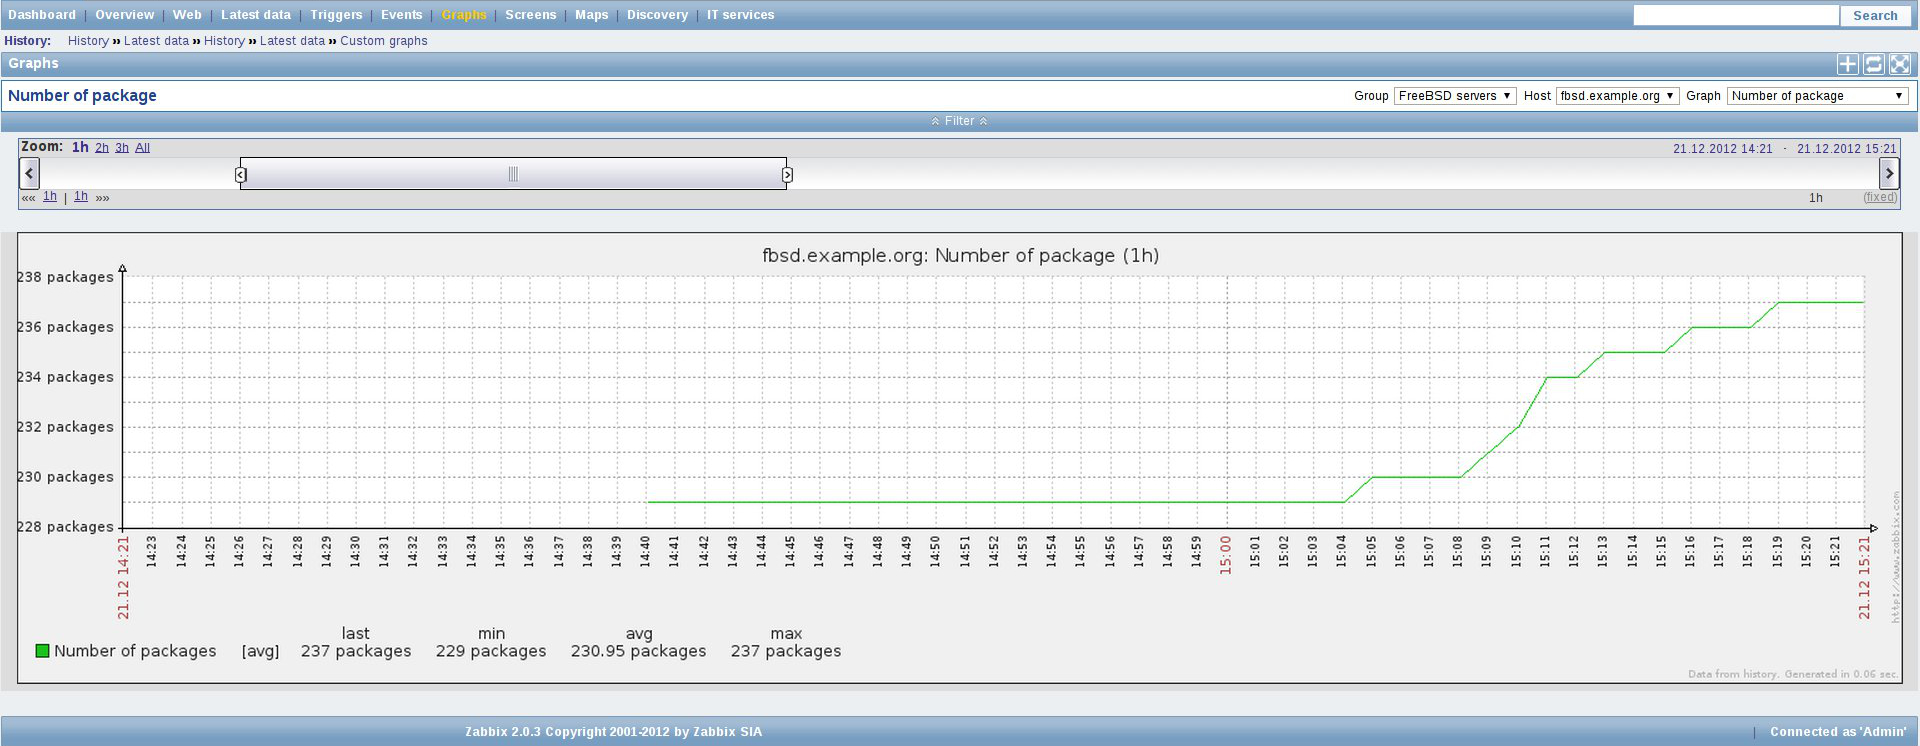 Dashboard | Overview | Web | Latest data | Triggers | Events | Graphs | Screens | Maps | Discovery | IT services Search
History: History » Latest data » History » Latest data » Custom graphs
Graphs
Number of package Group FreeBSD servers ▼ Host fbsd.example.org ▼ Graph Number of package ▼
Filter
Zoom: 1h 2h 3h All 21.12.2012 14:21 - 21.12.2012 15:21
«« 1h | 1h »» 1h (fixed)
fbsd.example.org: Number of package (1h)
238 packages
236 packages
234 packages
232 packages
230 packages
228 packages
21.12 14:21 14:23 14:24 14:25 14:26 14:27 14:28 14:29 14:30 14:31 14:32 14:33 14:34 14:35 14:36 14:37 14:38 14:39 14:40 14:41 14:42 14:43 14:44 14:45 14:46 14:47 14:48 14:49 14:50 14:51 14:52 14:53 14:54 14:55 14:56 14:57 14:58 14:59 15:00 15:01 15:02 15:03 15:04 15:05 15:06 15:07 15:08 15:09 15:10 15:11 15:12 15:13 15:14 15:15 15:16 15:17 15:18 15:19 15:20 15:21 21.12 15:21
http://www.zabbix.com
last min avg max
Number of packages [avg] 237 packages 229 packages 230.95 packages 237 packages
Data from history. Generated in 0.06 sec.
Zabbix 2.0.3 Copyright 2001-2012 by Zabbix SIA | Connected as 'Admin'